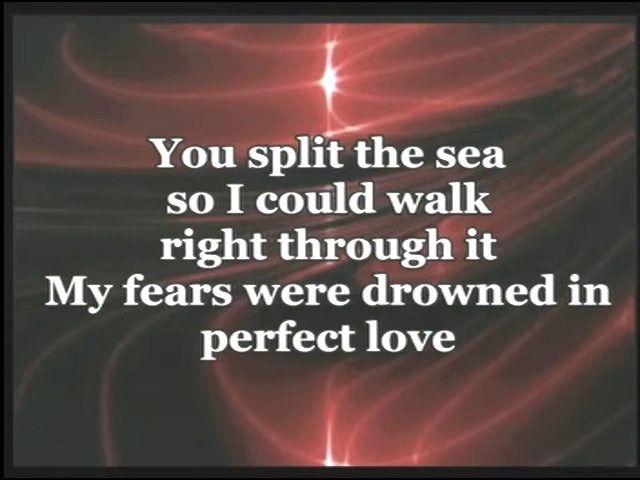 You split the sea
so I could walk
right through it
My fears were drowned in
perfect love